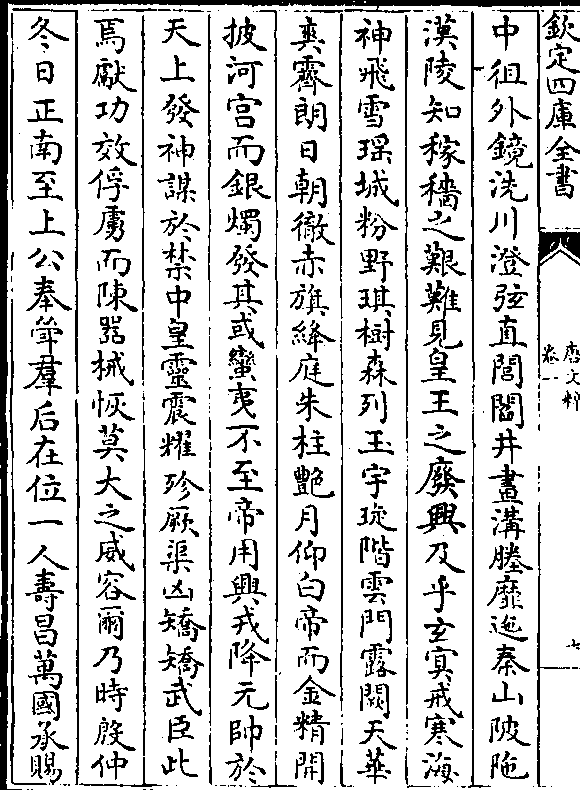 欽定四庫全書
唐文粹
卷一
七
中徂外鏡洗川澄弦直閭閻井畫溝塍靡迆秦山陂陁
漢陵知稼穡之艱難見皇王之廢興及乎玄冥戒寒海
神飛雪瑶城粉野琪樹森列玉宇琁階雲門露闕天華
爽霽朗日朝徹赤旗絳庭朱柱艷月仰白帝而金精開
披河宫而銀燭發其或蠻夷不至帝用興戎降元帥於
天上發神謀於禁中皇靈震耀殄厥渠凶矯矯武臣此
焉獻功效俘虜而陳噐械恢莫大之威容爾乃時殷仲
冬日正南至上公奉斚羣后在位一人壽昌萬國承賜